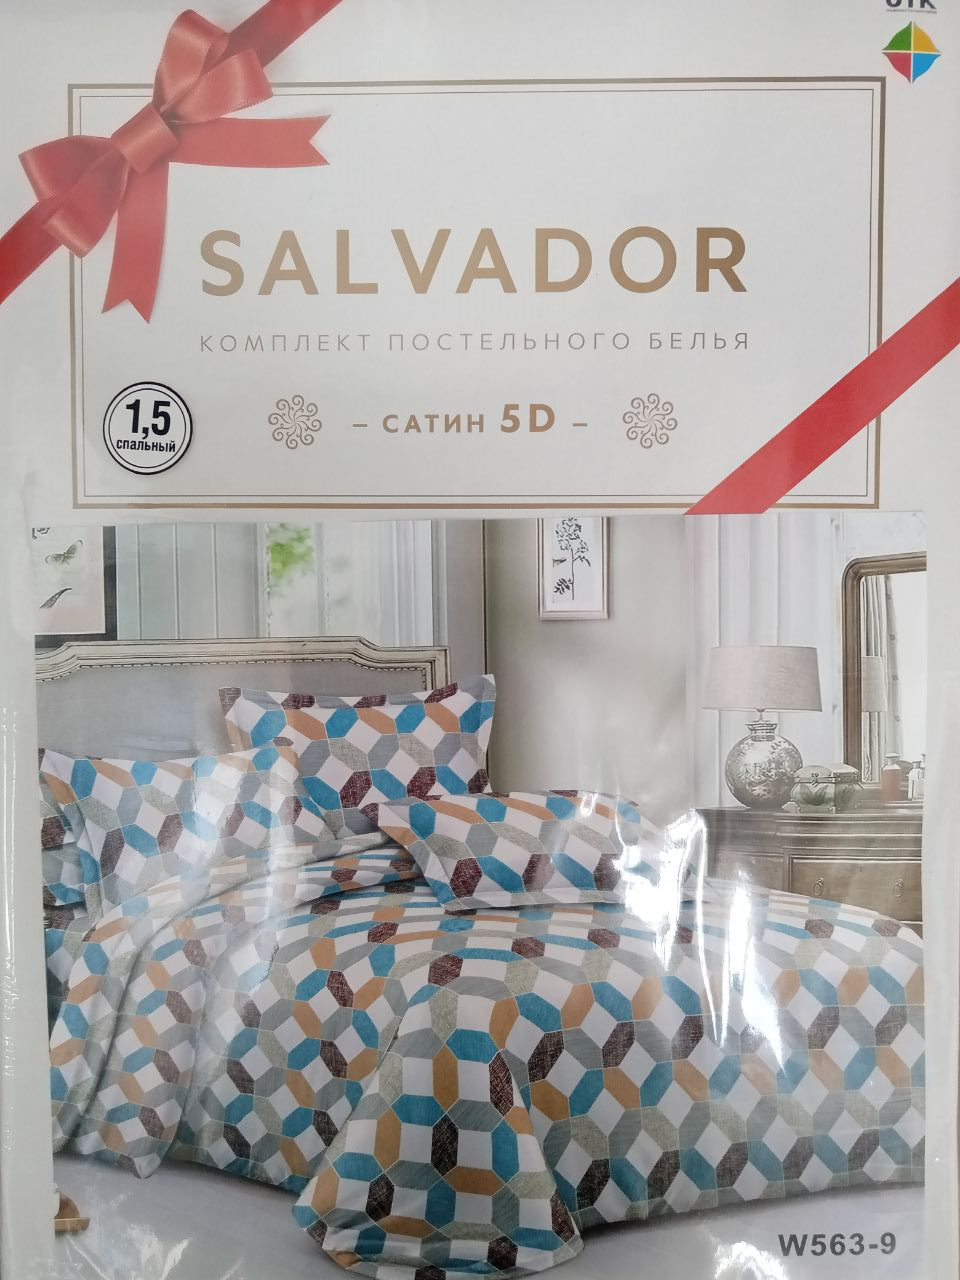 SALVADOR
КОМПЛЕКТ ПОСТЕЛЬНОГО БЕЛЬЯ
1,5
спальный
– САТИН 5D –
W563-9